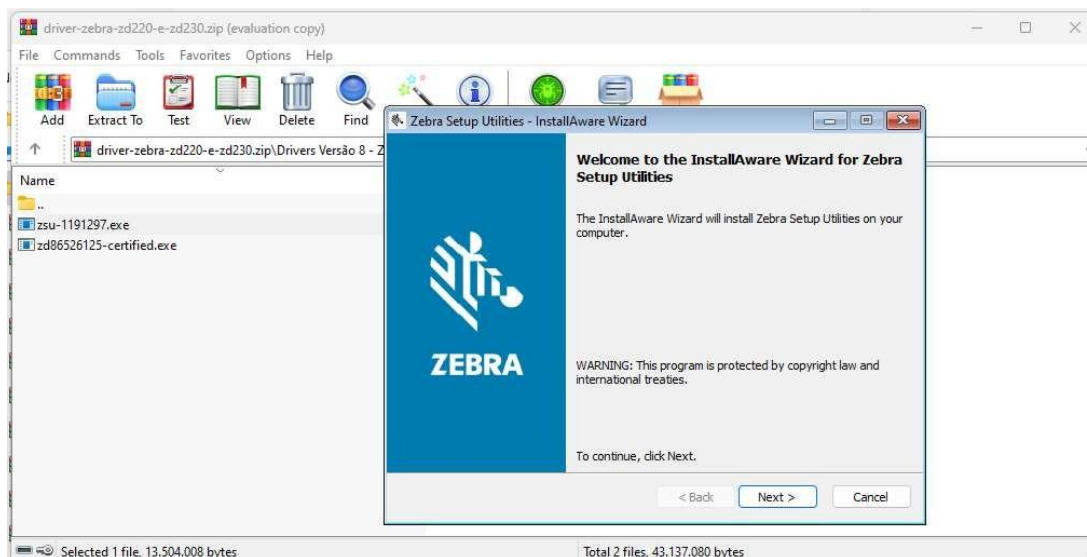 driver-zebra-zd220-e-zd230.zip (evaluation copy)
File Commands Tools Favorites Options Help
Add Extract To Test View Delete Find
Zebra Setup Utilities - InstallAware Wizard
driver-zebra-zd220-e-zd230.zip\Drivers Versão 8 - Z
Welcome to the InstallAware Wizard for Zebra
Setup Utilities
Name
..
The InstallAware Wizard will install Zebra Setup Utilities on your
computer.
zsu-1191297.exe
zd86526125-certified.exe
ZEBRA
WARNING: This program is protected by copyright law and
international treaties.
To continue, click Next.
< Back Next > Cancel
Selected 1 file, 13.504.008 bytes
Total 2 files, 43.137.080 bytes